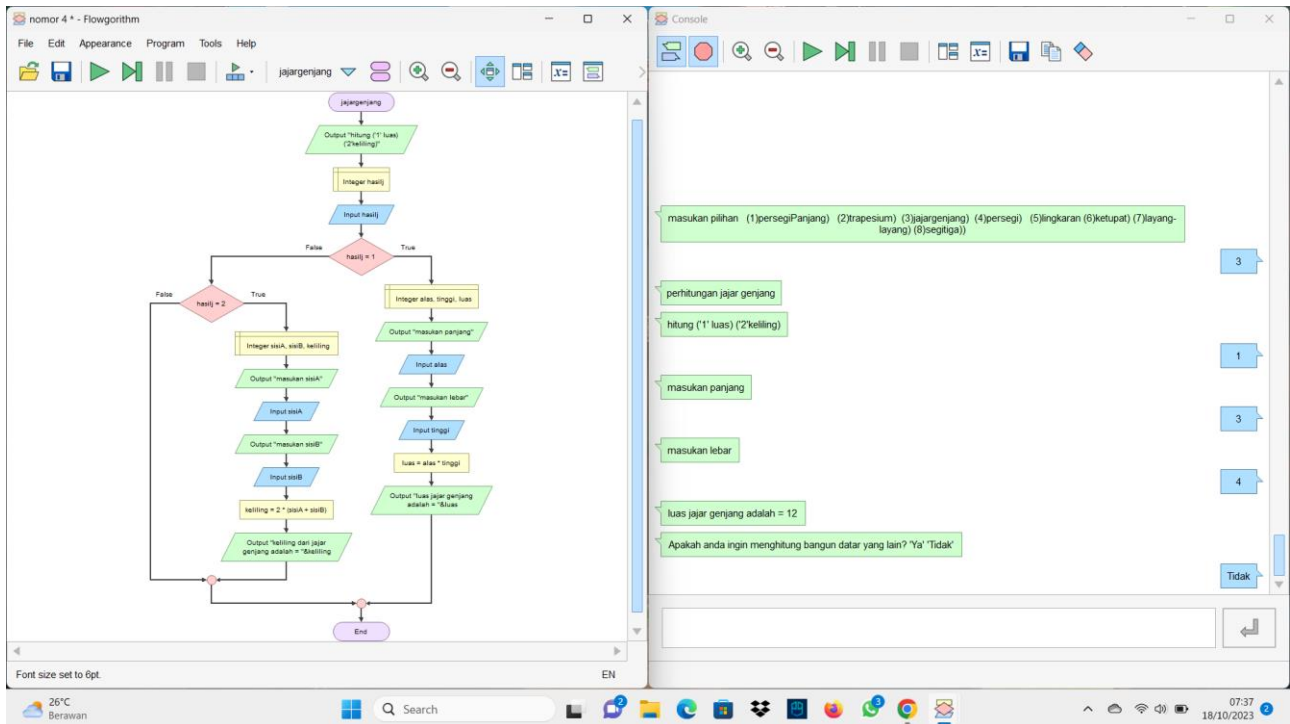 nomor 4 * - Flowgorithm
File Edit Appearance Program Tools Help
jajargenjang
jajargenjang
Output "hitung ('1' luas)
('2'keliling)"
Integer hasilj
Input hasilj
False
True
hasilj = 1
False
True
hasilj = 2
Integer alas, tinggi, luas
Output "masukan panjang"
Input alas
Output "masukan lebar"
Input tinggi
luas = alas * tinggi
Output "luas jajar genjang
adalah = "&luas
Integer sisiA, sisiB, keliling
Output "masukan sisiA"
Input sisiA
Output "masukan sisiB"
Input sisiB
keliling = 2 * (sisiA + sisiB)
Output "keliling dari jajar
genjang adalah = "&keliling
End
Font size set to 6pt.
EN
Console
masukan pilihan (1)persegiPanjang) (2)trapesium) (3)jajargenjang) (4)persegi) (5)lingkaran (6)ketupat) (7)layang-
layang) (8)segitiga))
3
perhitungan jajar genjang
hitung ('1' luas) ('2'keliling)
1
masukan panjang
3
masukan lebar
4
luas jajar genjang adalah = 12
Apakah anda ingin menghitung bangun datar yang lain? 'Ya' 'Tidak'
Tidak
26°C
Berawan
Search
2
3
07:37
18/10/2023
2